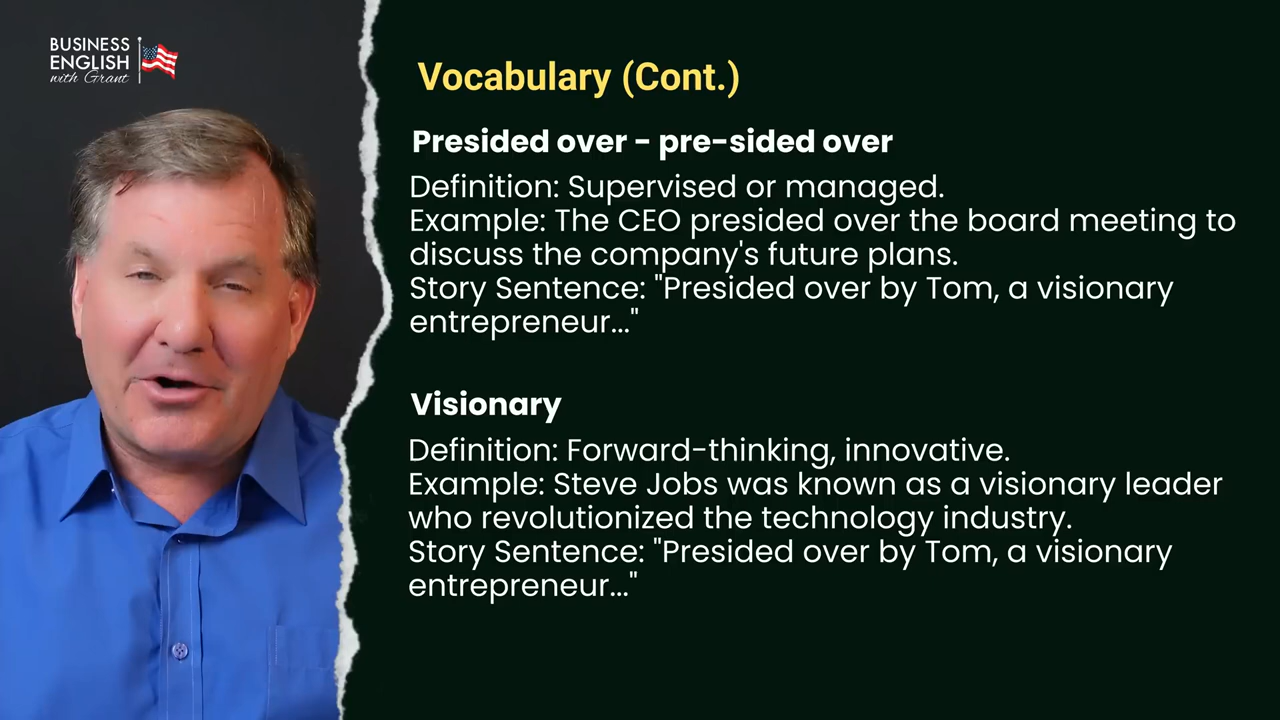 BUSINESS
ENGLISH
with Grant
Vocabulary (Cont.)
Presided over - pre-sided over
Definition: Supervised or managed.
Example: The CEO presided over the board meeting to
discuss the company's future plans.
Story Sentence: "Presided over by Tom, a visionary
entrepreneur..."
Visionary
Definition: Forward-thinking, innovative.
Example: Steve Jobs was known as a visionary leader
who revolutionized the technology industry.
Story Sentence: "Presided over by Tom, a visionary
entrepreneur..."